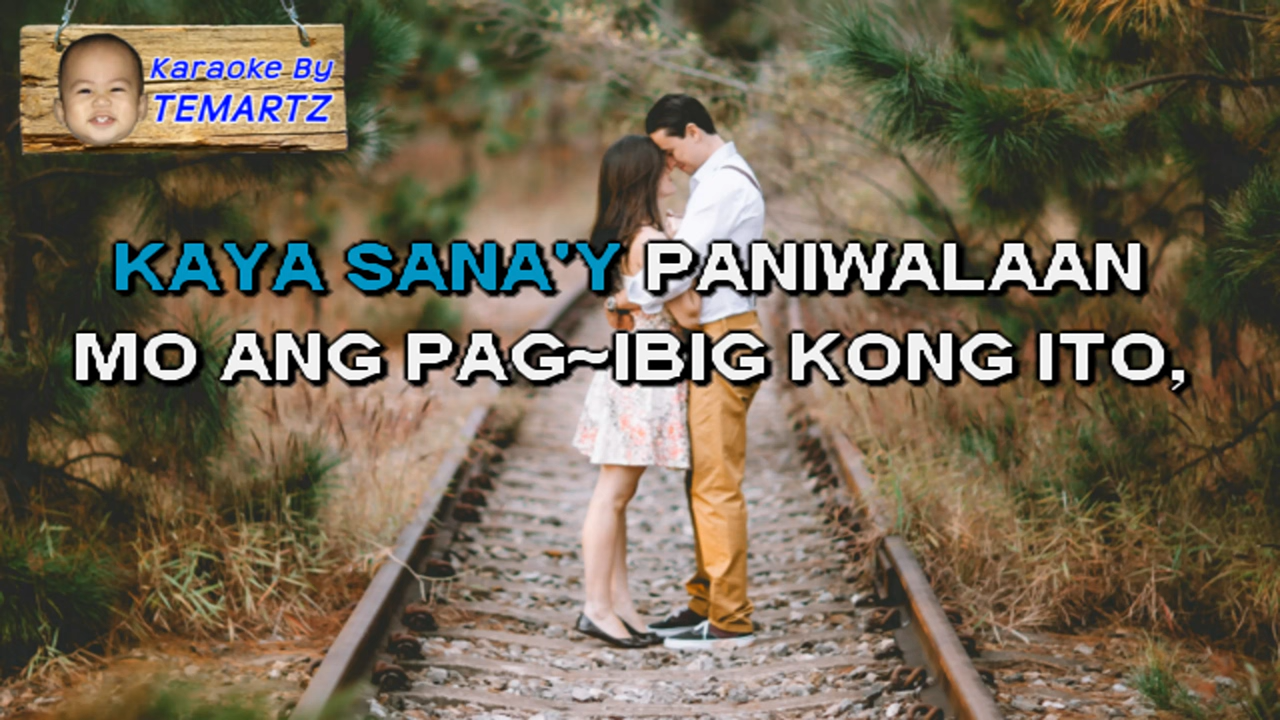 Karaoke By
TEMARTZ
KAYA SANA'Y PANIWALAAN
MO ANG PAG~IBIG KONG ITO,